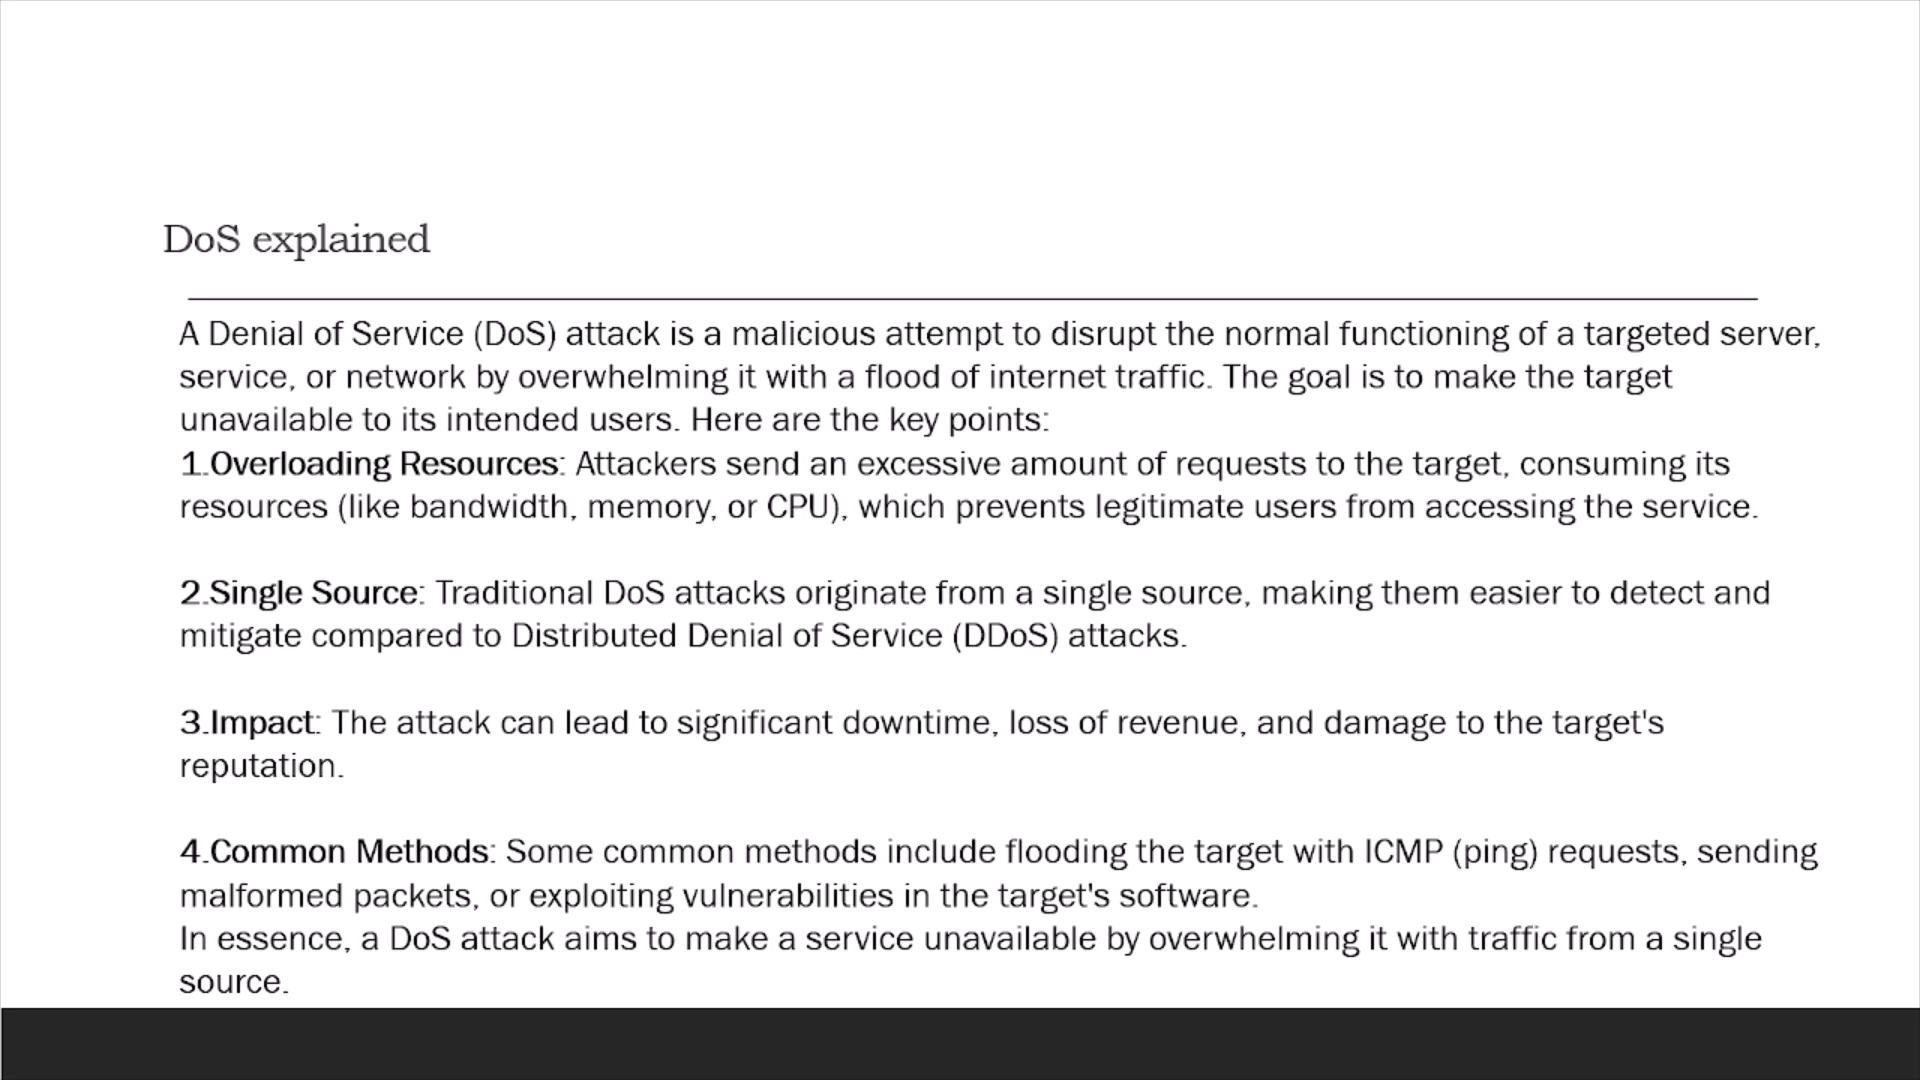 DoS explained
A Denial of Service (DoS) attack is a malicious attempt to disrupt the normal functioning of a targeted server,
service, or network by overwhelming it with a flood of internet traffic. The goal is to make the target
unavailable to its intended users. Here are the key points:
1.Overloading Resources: Attackers send an excessive amount of requests to the target, consuming its
resources (like bandwidth, memory, or CPU), which prevents legitimate users from accessing the service.
2.Single Source: Traditional DoS attacks originate from a single source, making them easier to detect and
mitigate compared to Distributed Denial of Service (DDoS) attacks.
3.Impact: The attack can lead to significant downtime, loss of revenue, and damage to the target's
reputation.
4.Common Methods: Some common methods include flooding the target with ICMP (ping) requests, sending
malformed packets, or exploiting vulnerabilities in the target's software.
In essence, a DoS attack aims to make a service unavailable by overwhelming it with traffic from a single
source.